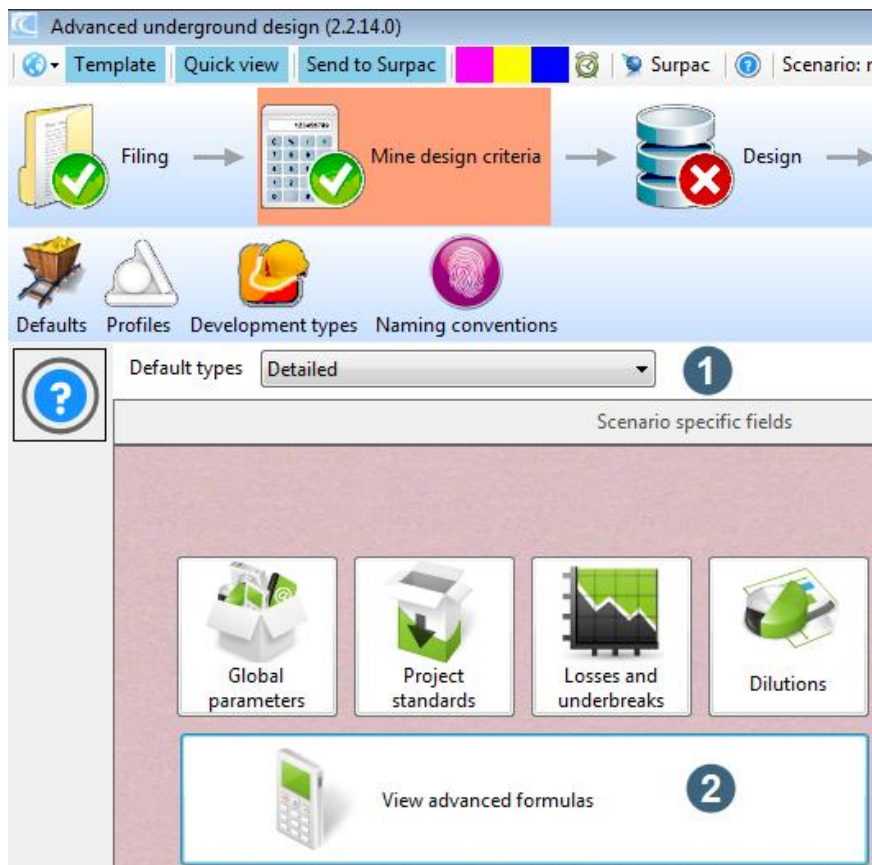 Advanced underground design (2.2.14.0)
Template Quick view Send to Surpac Surpac Scenario: r
Filing Mine design criteria Design
Defaults Profiles Development types Naming conventions
Default types Detailed 1
Scenario specific fields
Global parameters
Project standards
Losses and underbreaks
Dilutions
View advanced formulas 2